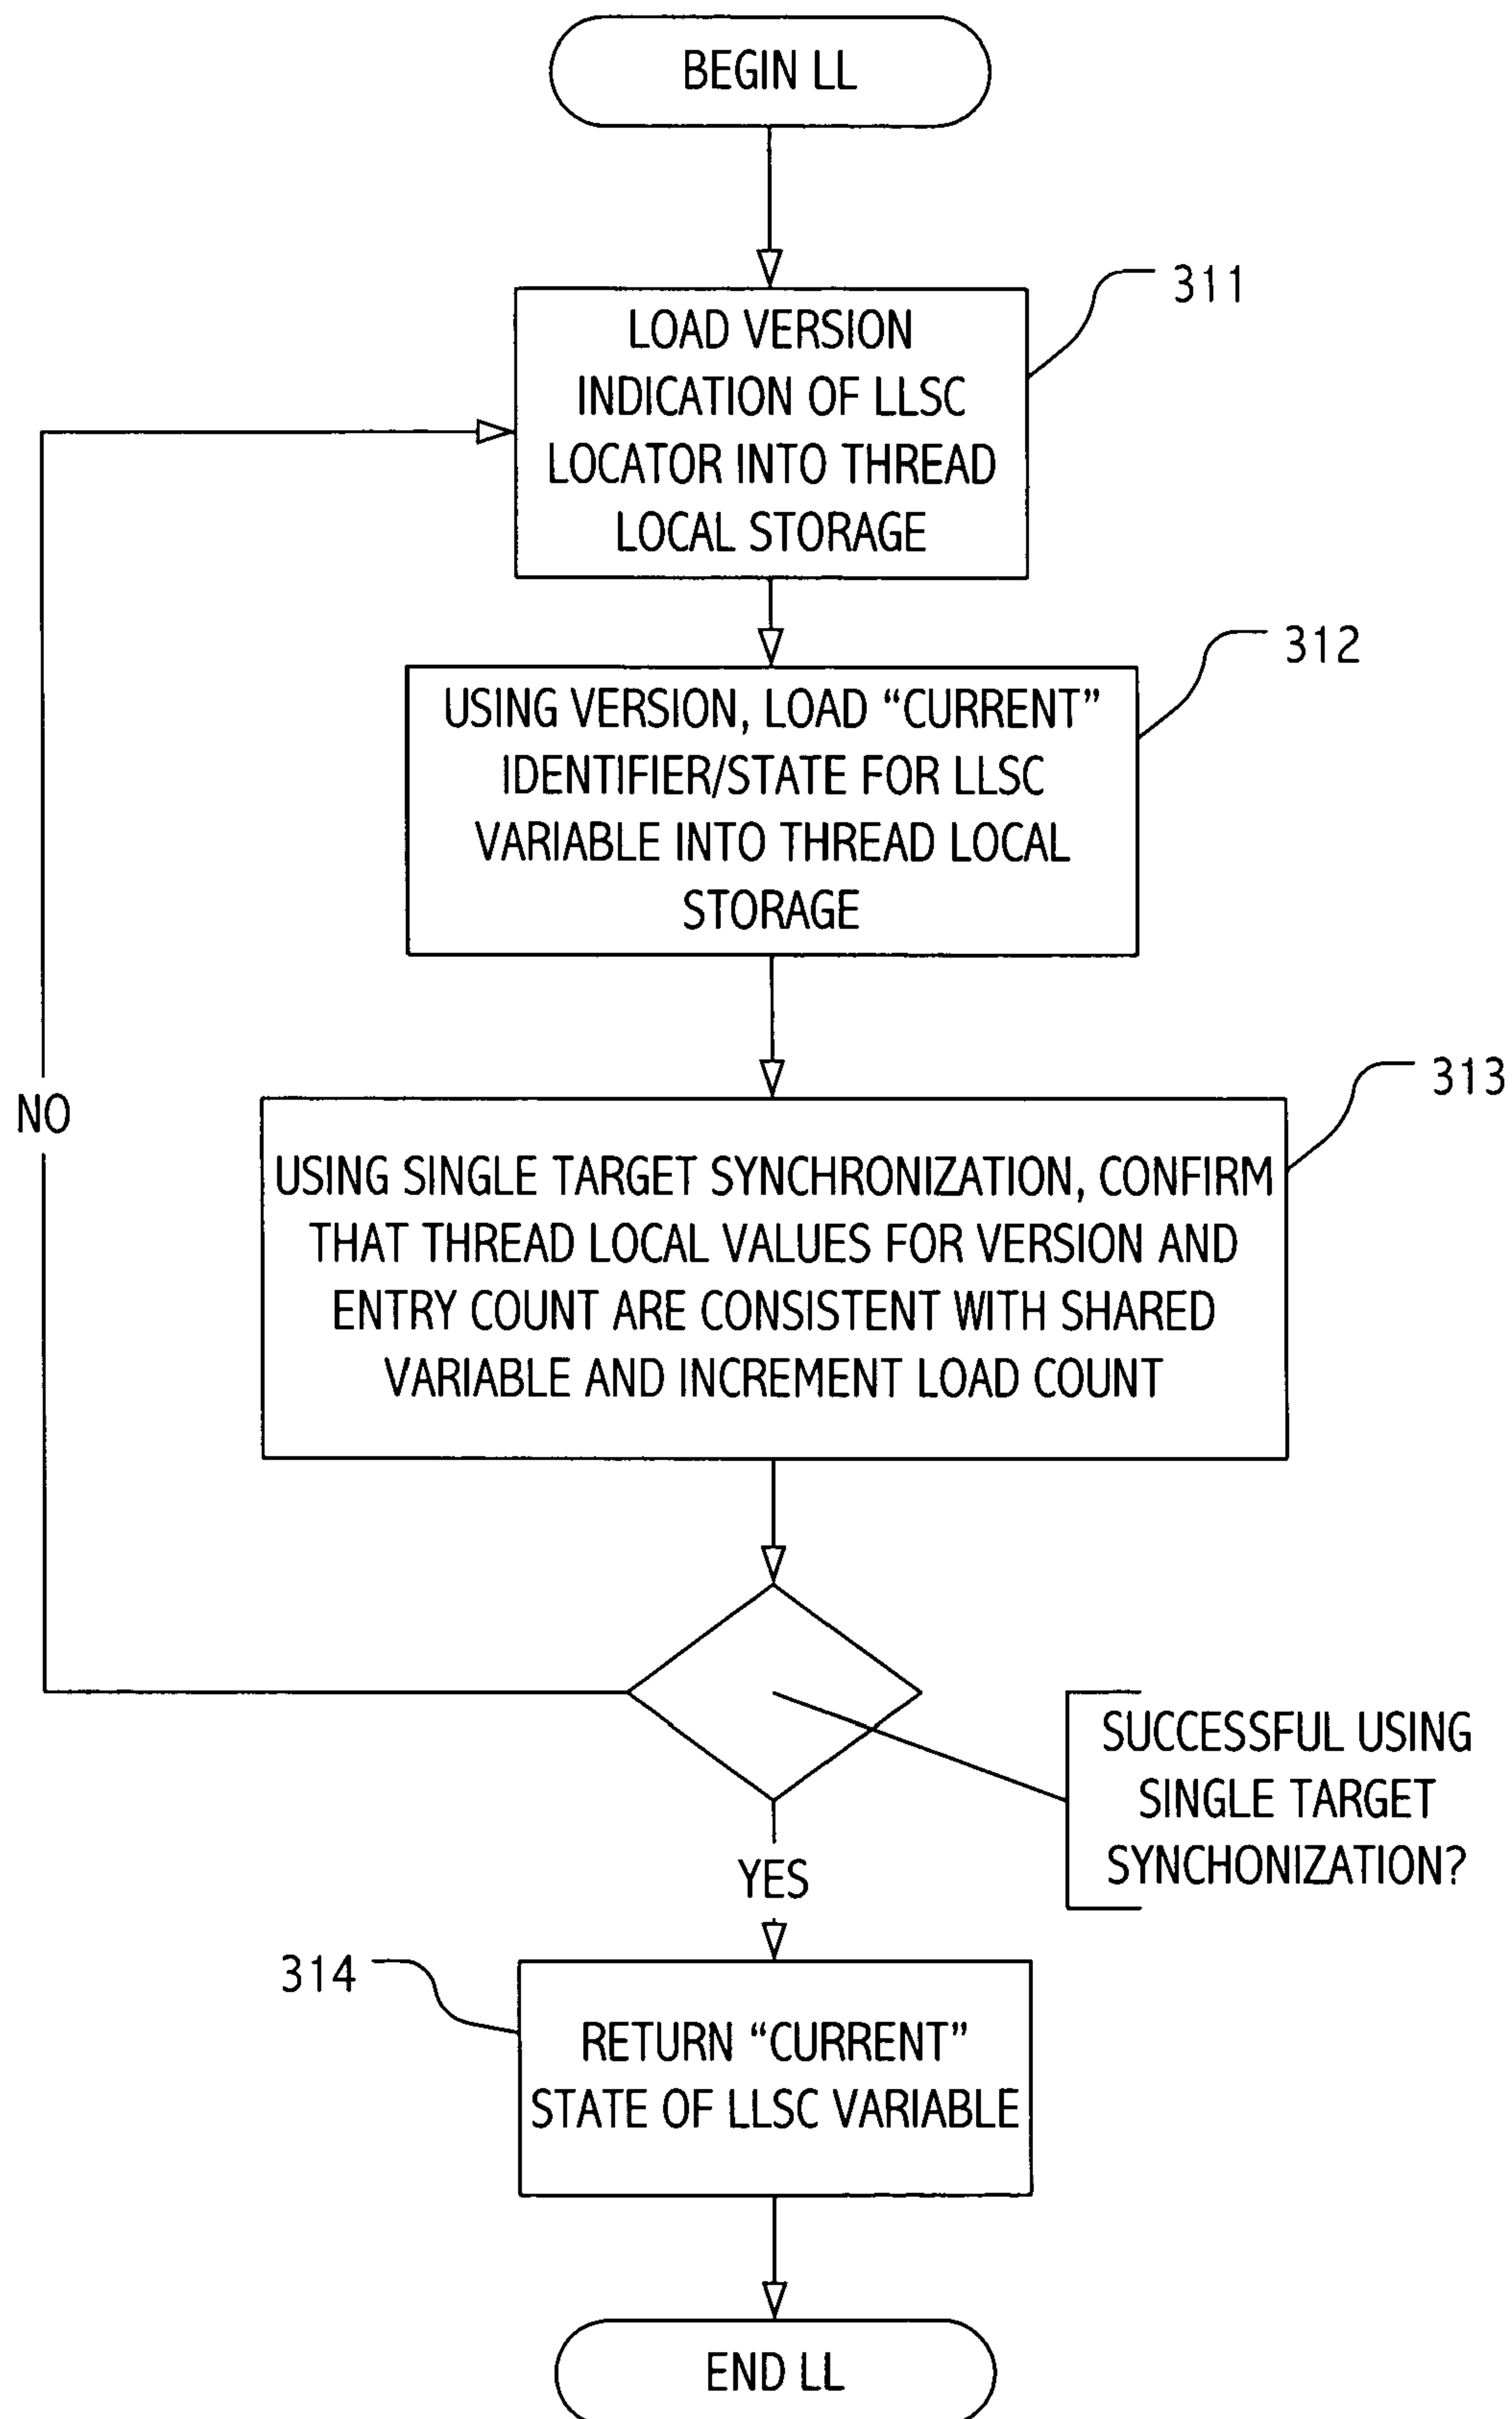 BEGIN LL
311
LOAD VERSION
INDICATION OF LLSC
LOCATOR INTO THREAD
LOCAL STORAGE
312
USING VERSION, LOAD “CURRENT”
IDENTIFIER/STATE FOR LLSC
VARIABLE INTO THREAD LOCAL
STORAGE
313
NO
USING SINGLE TARGET SYNCHRONIZATION, CONFIRM
THAT THREAD LOCAL VALUES FOR VERSION AND
ENTRY COUNT ARE CONSISTENT WITH SHARED
VARIABLE AND INCREMENT LOAD COUNT
SUCCESSFUL USING
SINGLE TARGET
SYNCHONIZATION?
YES
314
RETURN “CURRENT”
STATE OF LLSC VARIABLE
END LL